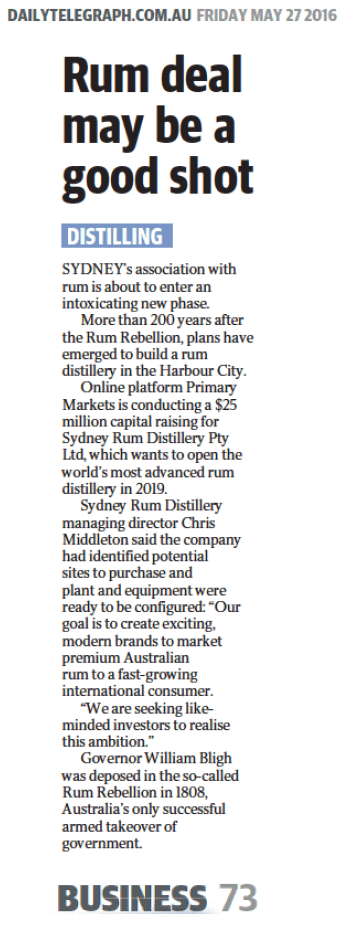 DAILYTELEGRAPH.COM.AU FRIDAY MAY 27 2016
Rum deal
may be a
good shot
DISTILLING
SYDNEY's association with
rum is about to enter an
intoxicating new phase.
More than 200 years after
the Rum Rebellion, plans have
emerged to build a rum
distillery in the Harbour City.
Online platform Primary
Markets is conducting a $25
million capital raising for
Sydney Rum Distillery Pty
Ltd, which wants to open the
world's most advanced rum
distillery in 2019.
Sydney Rum Distillery
managing director Chris
Middleton said the company
had identified potential
sites to purchase and
plant and equipment were
ready to be configured: “Our
goal is to create exciting,
modern brands to market
premium Australian
rum to a fast-growing
international consumer.
“We are seeking like-
minded investors to realise
this ambition.”
Governor William Bligh
was deposed in the so-called
Rum Rebellion in 1808,
Australia's only successful
armed takeover of
government.
BUSINESS 73